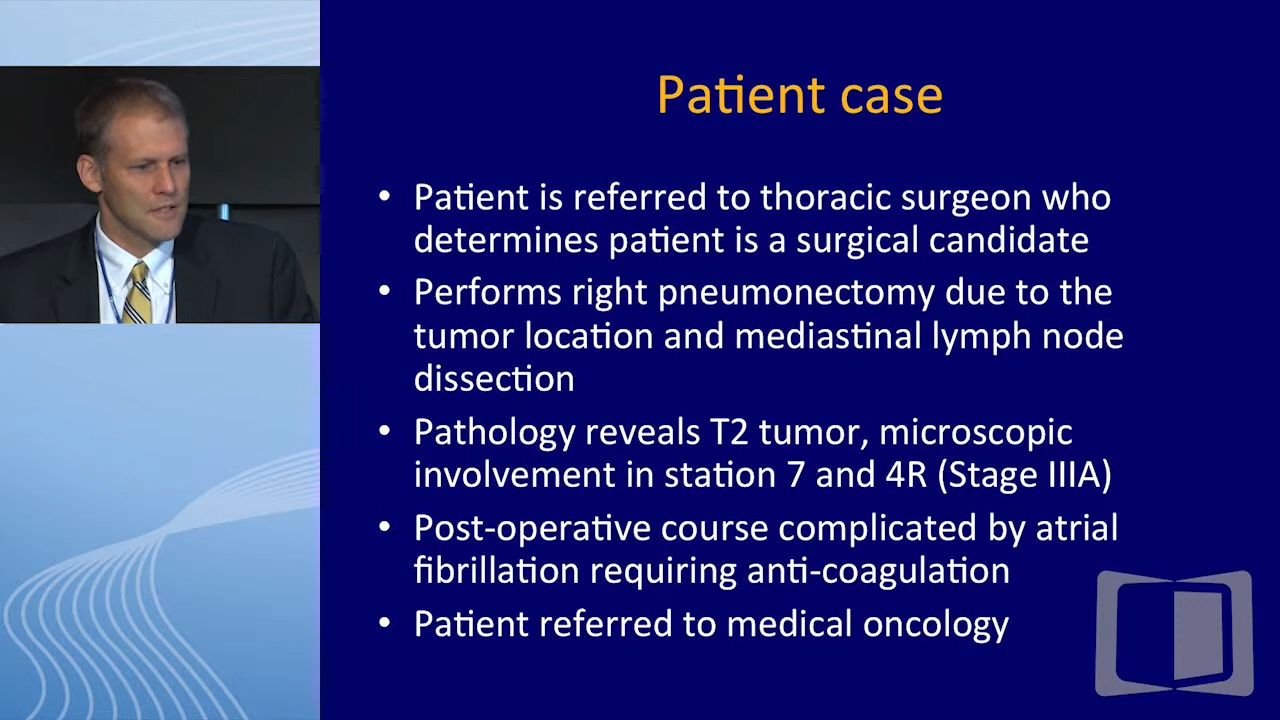 Patient case
• Patient is referred to thoracic surgeon who
determines patient is a surgical candidate
• Performs right pneumonectomy due to the
tumor location and mediastinal lymph node
dissection
• Pathology reveals T2 tumor, microscopic
involvement in station 7 and 4R (Stage IIIA)
• Post-operative course complicated by atrial
fibrillation requiring anti-coagulation
• Patient referred to medical oncology